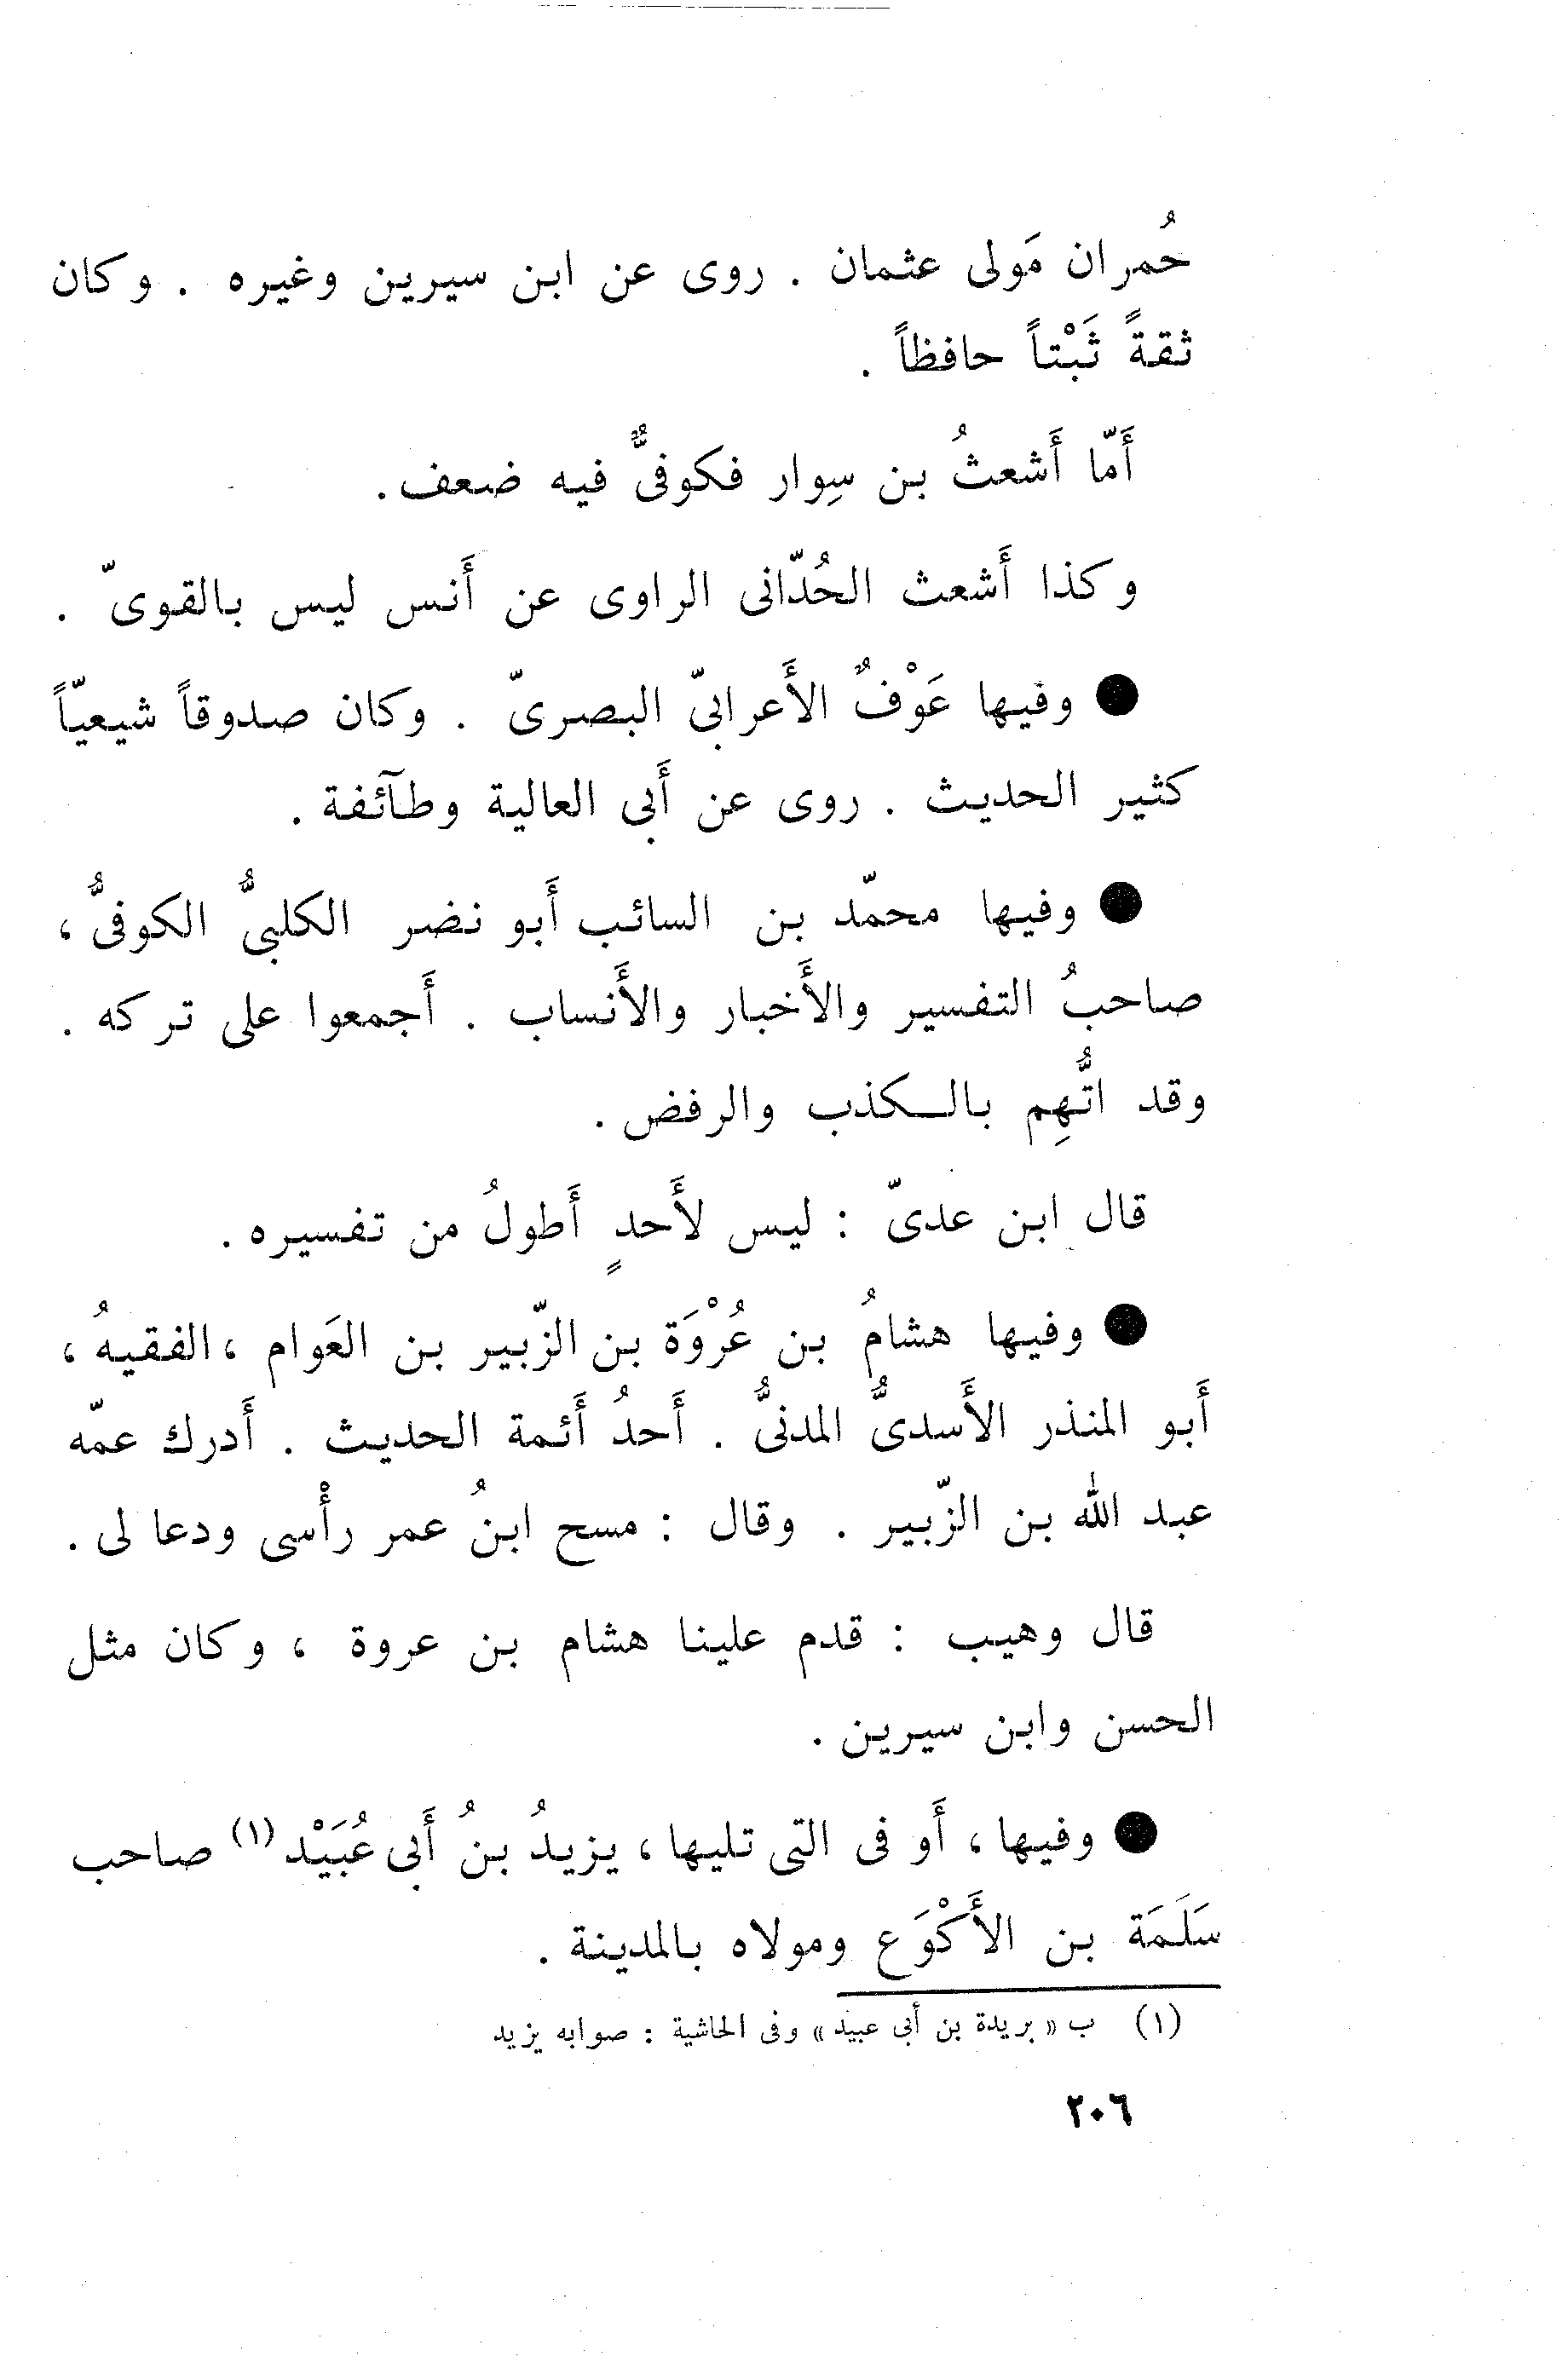 حُمران مَولى عثمان . روى عن ابن سيرين وغيره . وكان
ثقةً ثَبْتاً حافظاً .
أَمّا أَشعثُ بن سِوار فكوفىٌّ فيه ضعف .
وكذا أَشعث الحُدّانى الراوى عن أَنس ليس بالقوىّ .
● وفيها عَوْفٌ الأَعرابىّ البصرىّ . وكان صدوقاً شيعيّاً
كثير الحديث . روى عن أَبى العالية وطآئفة .
● وفيها محمّد بن السائب أَبو نضر الكلبىُّ الكوفىُّ ،
صاحبُ التفسير والأَخبار والأَنساب . أَجمعوا على تركه .
وقد اتُّهِم بالـكذب والرفض .
قال ابن عدىّ : ليس لأَحدٍ أَطولُ من تفسيره .
● وفيها هشامُ بن عُرْوَة بن الزّبير بن العَوام ، الفقيهُ ،
أَبو المنذر الأَسدىُّ المدنىُّ . أَحدُ أَئمة الحديث . أَدرك عمّه
عبد الله بن الزّبير . وقال : مسح ابنُ عمر رأْسى ودعا لى .
قال وهيب : قدم علينا هشام بن عروة ، وكان مثل
الحسن وابن سيرين .
● وفيها ، أَو فى التى تليها ، يزيدُ بنُ أَبى عُبَيْد (١) صاحب
سَلَمَة بن الأَكْوَع ومولاه بالمدينة .
(١) ب « بريدة بن أبى عبيد » وفى الحاشية : صوابه يزيد
٢٠٦